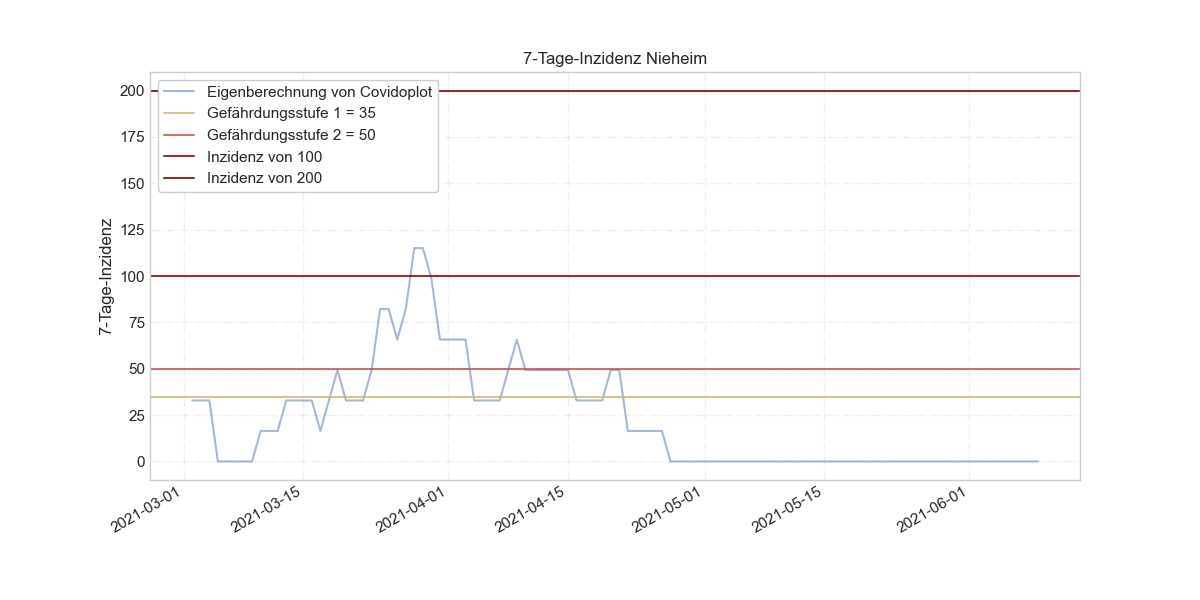 7-Tage-Inzidenz Nieheim
Eigenberechnung von Covidoplot
Gefährdungsstufe 1 = 35
Gefährdungsstufe 2 = 50
Inzidenz von 100
Inzidenz von 200
7-Tage-Inzidenz
200
175
150
125
100
75
50
25
0
2021-03-01
2021-03-15
2021-04-01
2021-04-15
2021-05-01
2021-05-15
2021-06-01